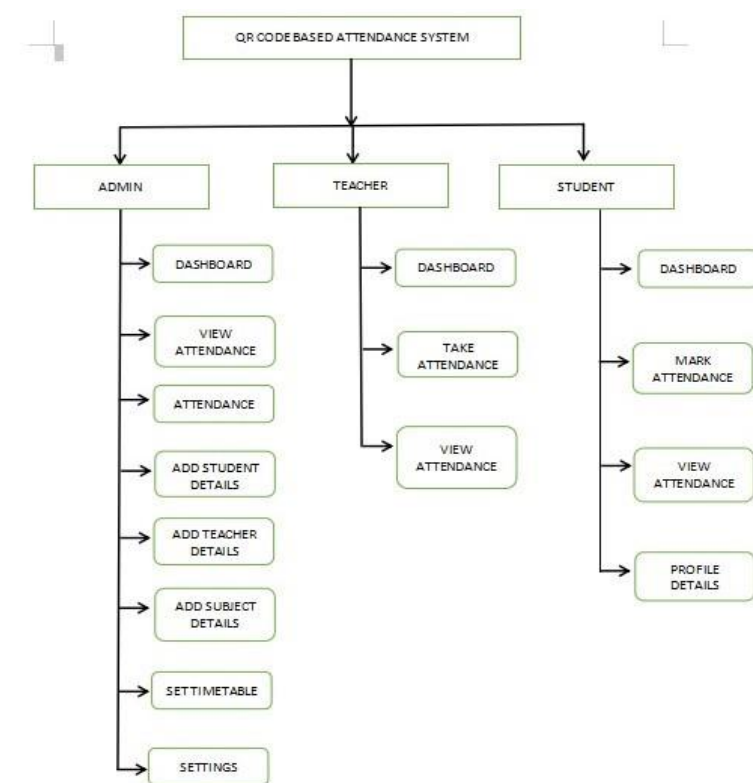 QR CODE BASED ATTENDANCE SYSTEM
ADMIN
TEACHER
STUDENT
DASHBOARD
VIEW
ATTENDANCE
ATTENDANCE
ADD STUDENT
DETAILS
ADD TEACHER
DETAILS
ADD SUBJECT
DETAILS
SET TIMETABLE
SETTINGS
DASHBOARD
TAKE
ATTENDANCE
VIEW
ATTENDANCE
DASHBOARD
MARK
ATTENDANCE
VIEW
ATTENDANCE
PROFILE
DETAILS